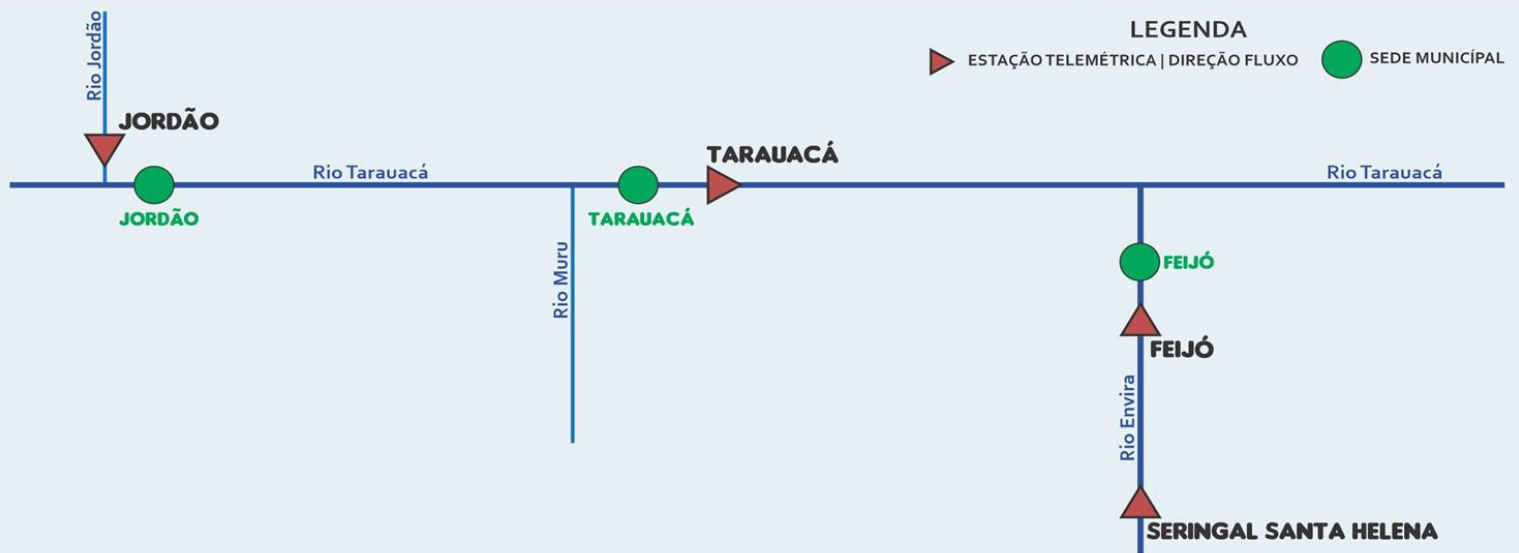 LEGENDA
ESTAÇÃO TELEMÉTRICA | DIREÇÃO FLUXO
SEDE MUNICÍPAL
Rio Jordão
JORDÃO
TARAUACÁ
Rio Tarauacá
Rio Tarauacá
JORDÃO
TARAUACÁ
Rio Muru
FEIJÓ
FEIJÓ
Rio Envira
SERINGAL SANTA HELENA